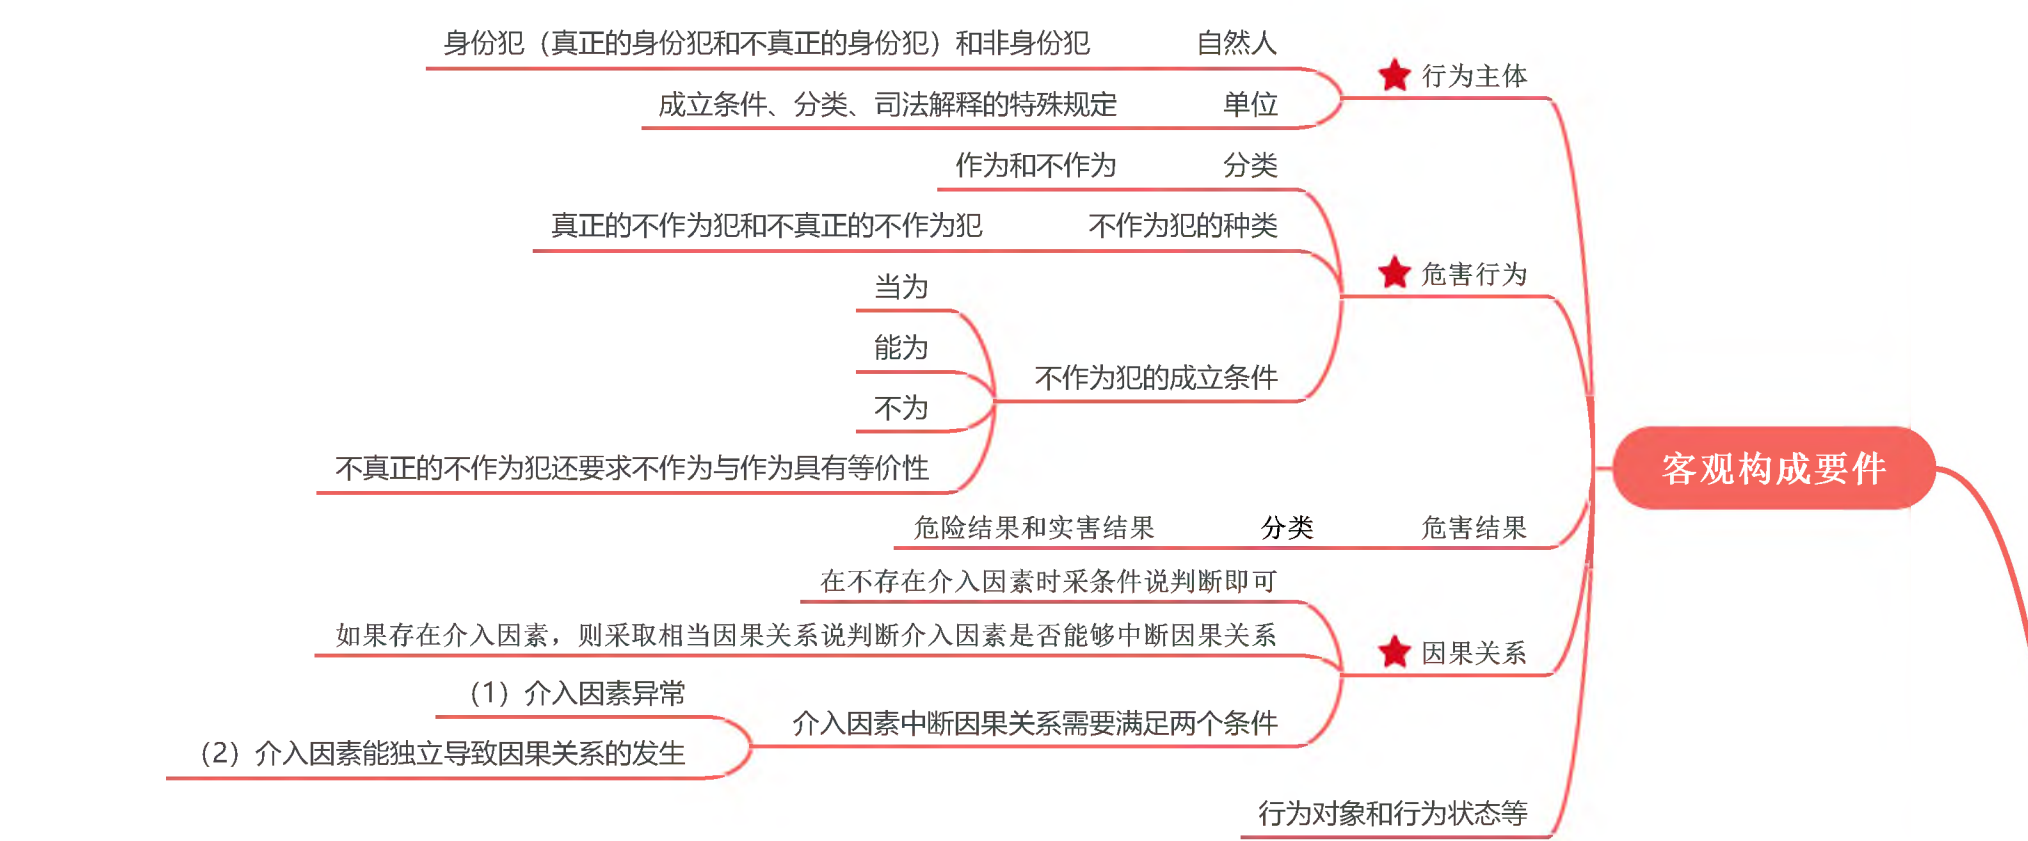 身份犯（真正的身份犯和不真正的身份犯）和非身份犯 自然人
行为主体
成立条件、分类、司法解释的特殊规定 单位
作为和不作为 分类
真正的不作为犯和不真正的不作为犯 不作为犯的种类
危害行为
当为
能为
不作为犯的成立条件
不为
不真正的不作为犯还要求不作为与作为具有等价性
客观构成要件
危险结果和实害结果 分类 危害结果
在不存在介入因素时采条件说判断即可
如果存在介入因素，则采取相当因果关系说判断介入因素是否能够中断因果关系
因果关系
（1）介入因素异常
介入因素中断因果关系需要满足两个条件
（2）介入因素能独立导致因果关系的发生
行为对象和行为状态等